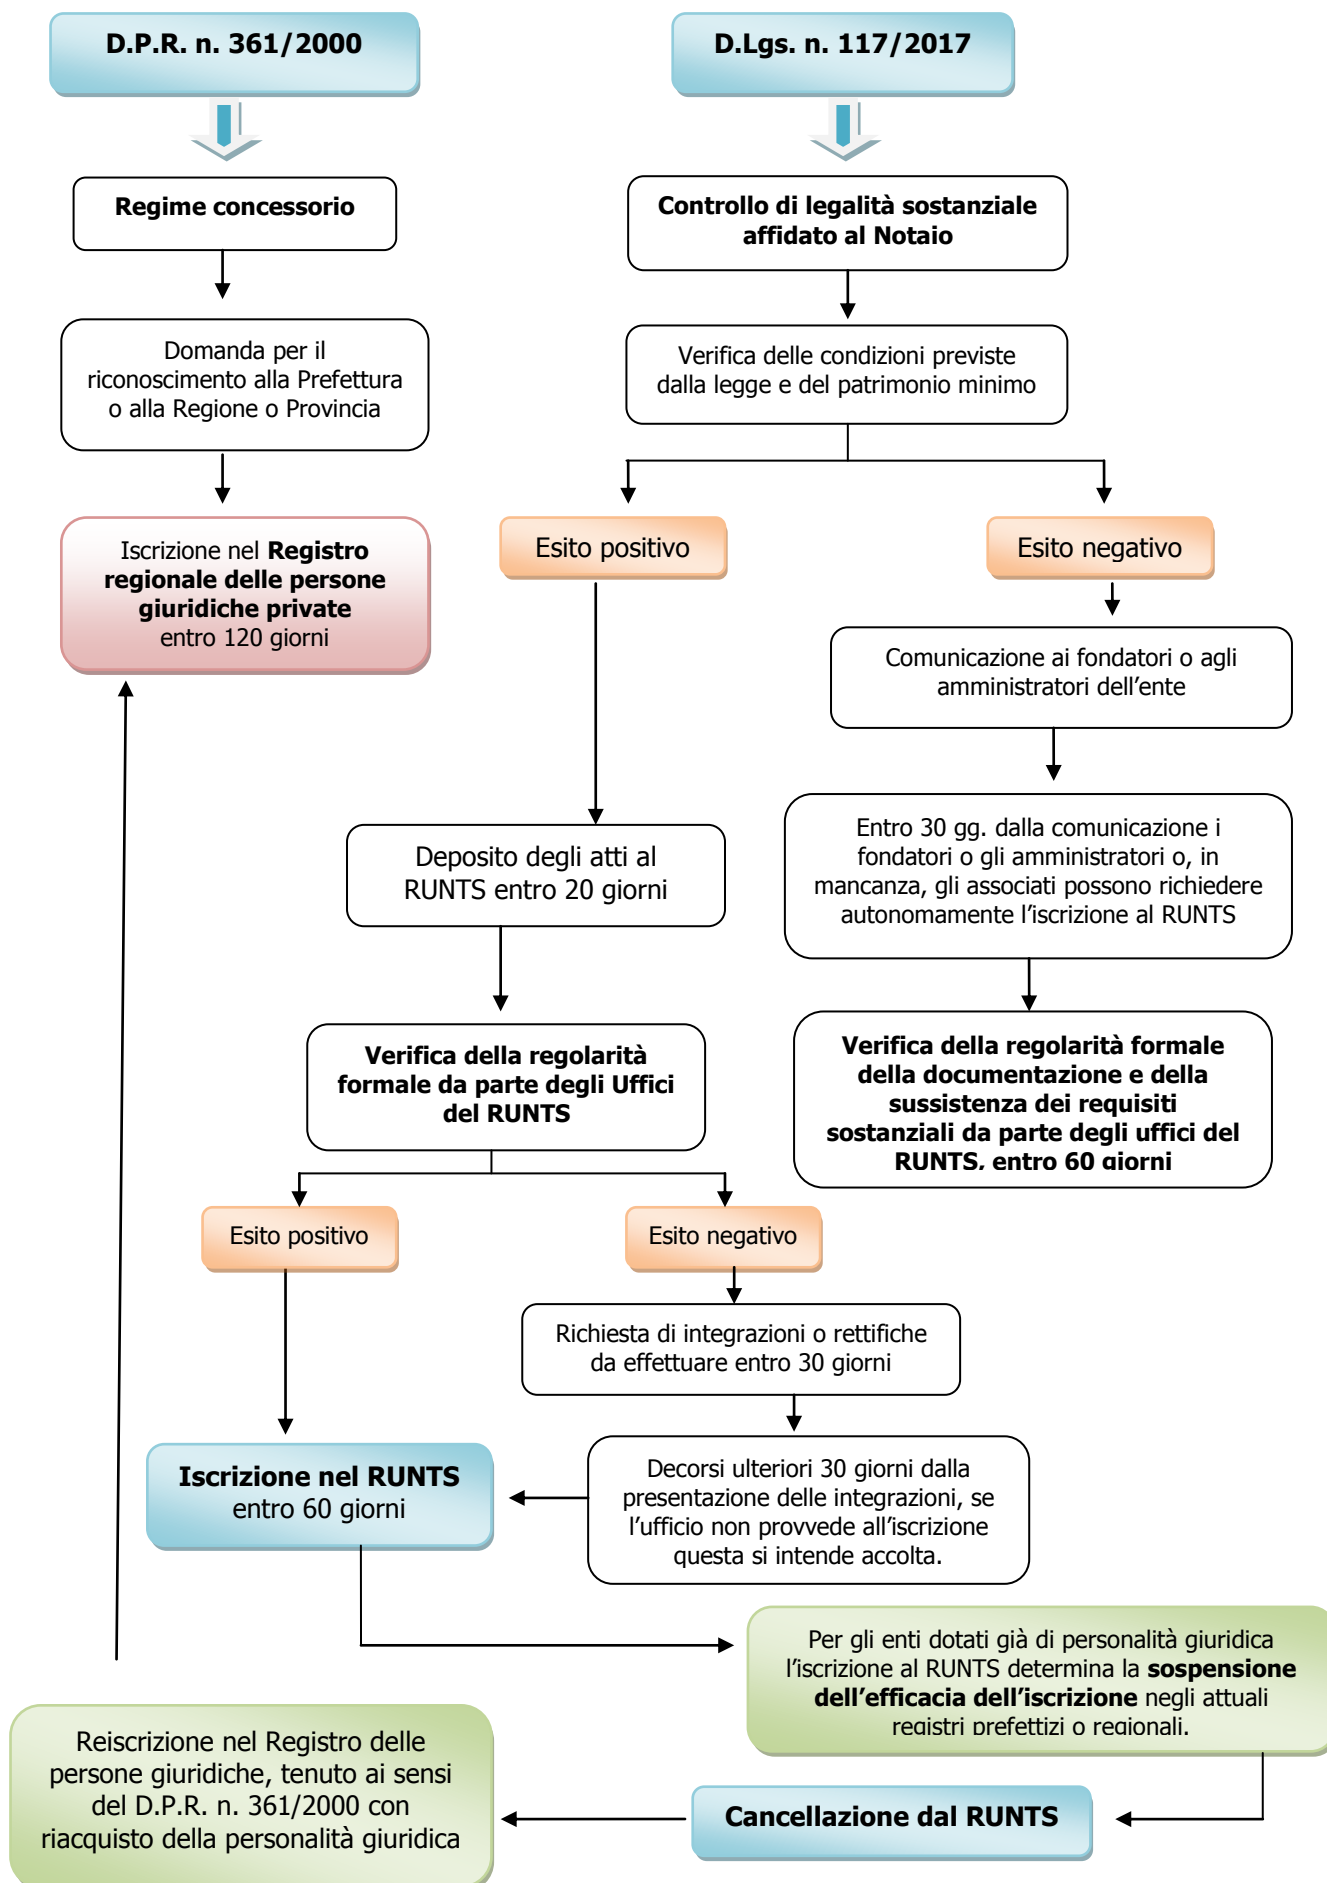 D.P.R. n. 361/2000
D.Lgs. n. 117/2017
Regime concessorio
Controllo di legalità sostanziale
affidato al Notaio
Domanda per il
riconoscimento alla Prefettura
o alla Regione o Provincia
Verifica delle condizioni previste
dalla legge e del patrimonio minimo
Iscrizione nel Registro
regionale delle persone
giuridiche private
entro 120 giorni
Esito positivo
Esito negativo
Comunicazione ai fondatori o agli
amministratori dell’ente
Deposito degli atti al
RUNTS entro 20 giorni
Entro 30 gg. dalla comunicazione i
fondatori o gli amministratori o, in
mancanza, gli associati possono richiedere
autonomamente l’iscrizione al RUNTS
Verifica della regolarità
formale da parte degli Uffici
del RUNTS
Verifica della regolarità formale
della documentazione e della
sussistenza dei requisiti
sostanziali da parte degli uffici del
RUNTS, entro 60 giorni
Esito positivo
Esito negativo
Richiesta di integrazioni o rettifiche
da effettuare entro 30 giorni
Iscrizione nel RUNTS
entro 60 giorni
Decorsi ulteriori 30 giorni dalla
presentazione delle integrazioni, se
l’ufficio non provvede all’iscrizione
questa si intende accolta.
Per gli enti dotati già di personalità giuridica
l’iscrizione al RUNTS determina la sospensione
dell’efficacia dell’iscrizione negli attuali
registri prefettizi o regionali.
Reiscrizione nel Registro delle
persone giuridiche, tenuto ai sensi
del D.P.R. n. 361/2000 con
riacquisto della personalità giuridica
Cancellazione dal RUNTS